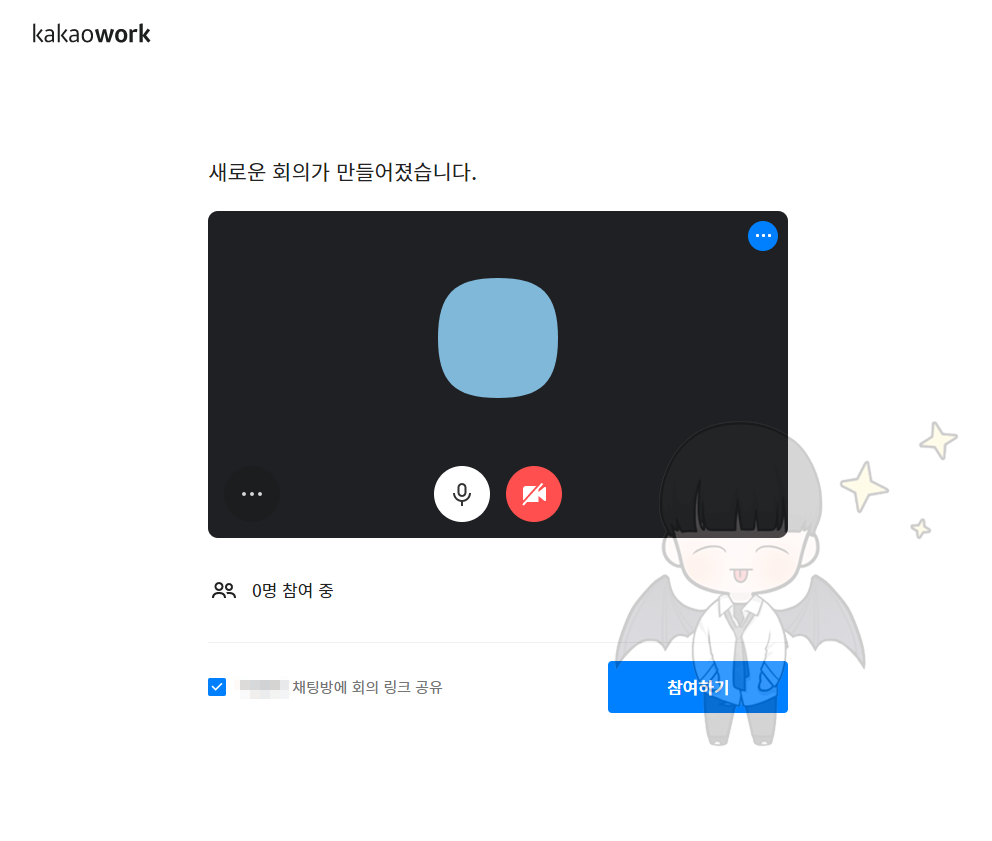 kakaowork
새로운 회의가 만들어졌습니다.
0명 참여 중
채팅방에 회의 링크 공유
참여하기